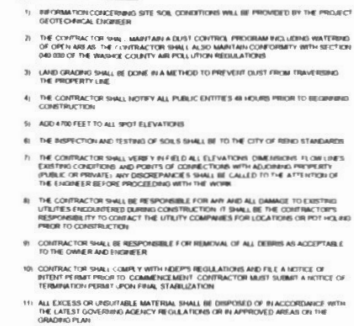 1) INFORMATION CONCERNING SITE SOIL CONDITIONS WILL BE PROVIDED BY THE PROJECT
GEOTECHNICAL ENGINEER
2) THE CONTRACTOR SHALL MAINTAIN A DUST CONTROL PROGRAM INCLUDING WATERING
OF OPEN AREAS. THE CONTRACTOR SHALL ALSO MAINTAIN CONFORMITY WITH SECTION
040.030 OF THE WASHOE COUNTY AIR POLLUTION REGULATIONS
3) LAND GRADING SHALL BE DONE IN A METHOD TO PREVENT DUST FROM TRAVERSING
THE PROPERTY LINE
4) THE CONTRACTOR SHALL NOTIFY ALL PUBLIC ENTITIES 48 HOURS PRIOR TO BEGINNING
CONSTRUCTION
5) ADD 4700 FEET TO ALL SPOT ELEVATIONS
6) THE INSPECTION AND TESTING OF SOILS SHALL BE TO THE CITY OF RENO STANDARDS
7) THE CONTRACTOR SHALL VERIFY IN FIELD ALL ELEVATIONS DIMENSIONS FLOW LINES
EXISTING CONDITIONS AND POINTS OF CONNECTIONS WITH ADJOINING PROPERTY
(PUBLIC OR PRIVATE) ANY DISCREPANCIES SHALL BE CALLED TO THE ATTENTION OF
THE ENGINEER BEFORE PROCEEDING WITH THE WORK
8) THE CONTRACTOR SHALL BE RESPONSIBLE FOR ANY AND ALL DAMAGE TO EXISTING
UTILITIES ENCOUNTERED DURING CONSTRUCTION. IT SHALL BE THE CONTRACTOR'S
RESPONSIBILITY TO CONTACT THE UTILITY COMPANIES FOR LOCATIONS OR POT HOLING
PRIOR TO CONSTRUCTION
9) CONTRACTOR SHALL BE RESPONSIBLE FOR REMOVAL OF ALL DEBRIS AS ACCEPTABLE
TO THE OWNER AND ENGINEER
10) CONTRACTOR SHALL COMPLY WITH NDEP'S REGULATIONS AND FILE A NOTICE OF
INTENT PERMIT PRIOR TO COMMENCEMENT. CONTRACTOR MUST SUBMIT A NOTICE OF
TERMINATION PERMIT UPON FINAL STABILIZATION
11) ALL EXCESS OR UNSUITABLE MATERIAL SHALL BE DISPOSED OF IN ACCORDANCE WITH
THE LATEST GOVERNING AGENCY REGULATIONS OR IN APPROVED AREAS ON THE
GRADING PLAN